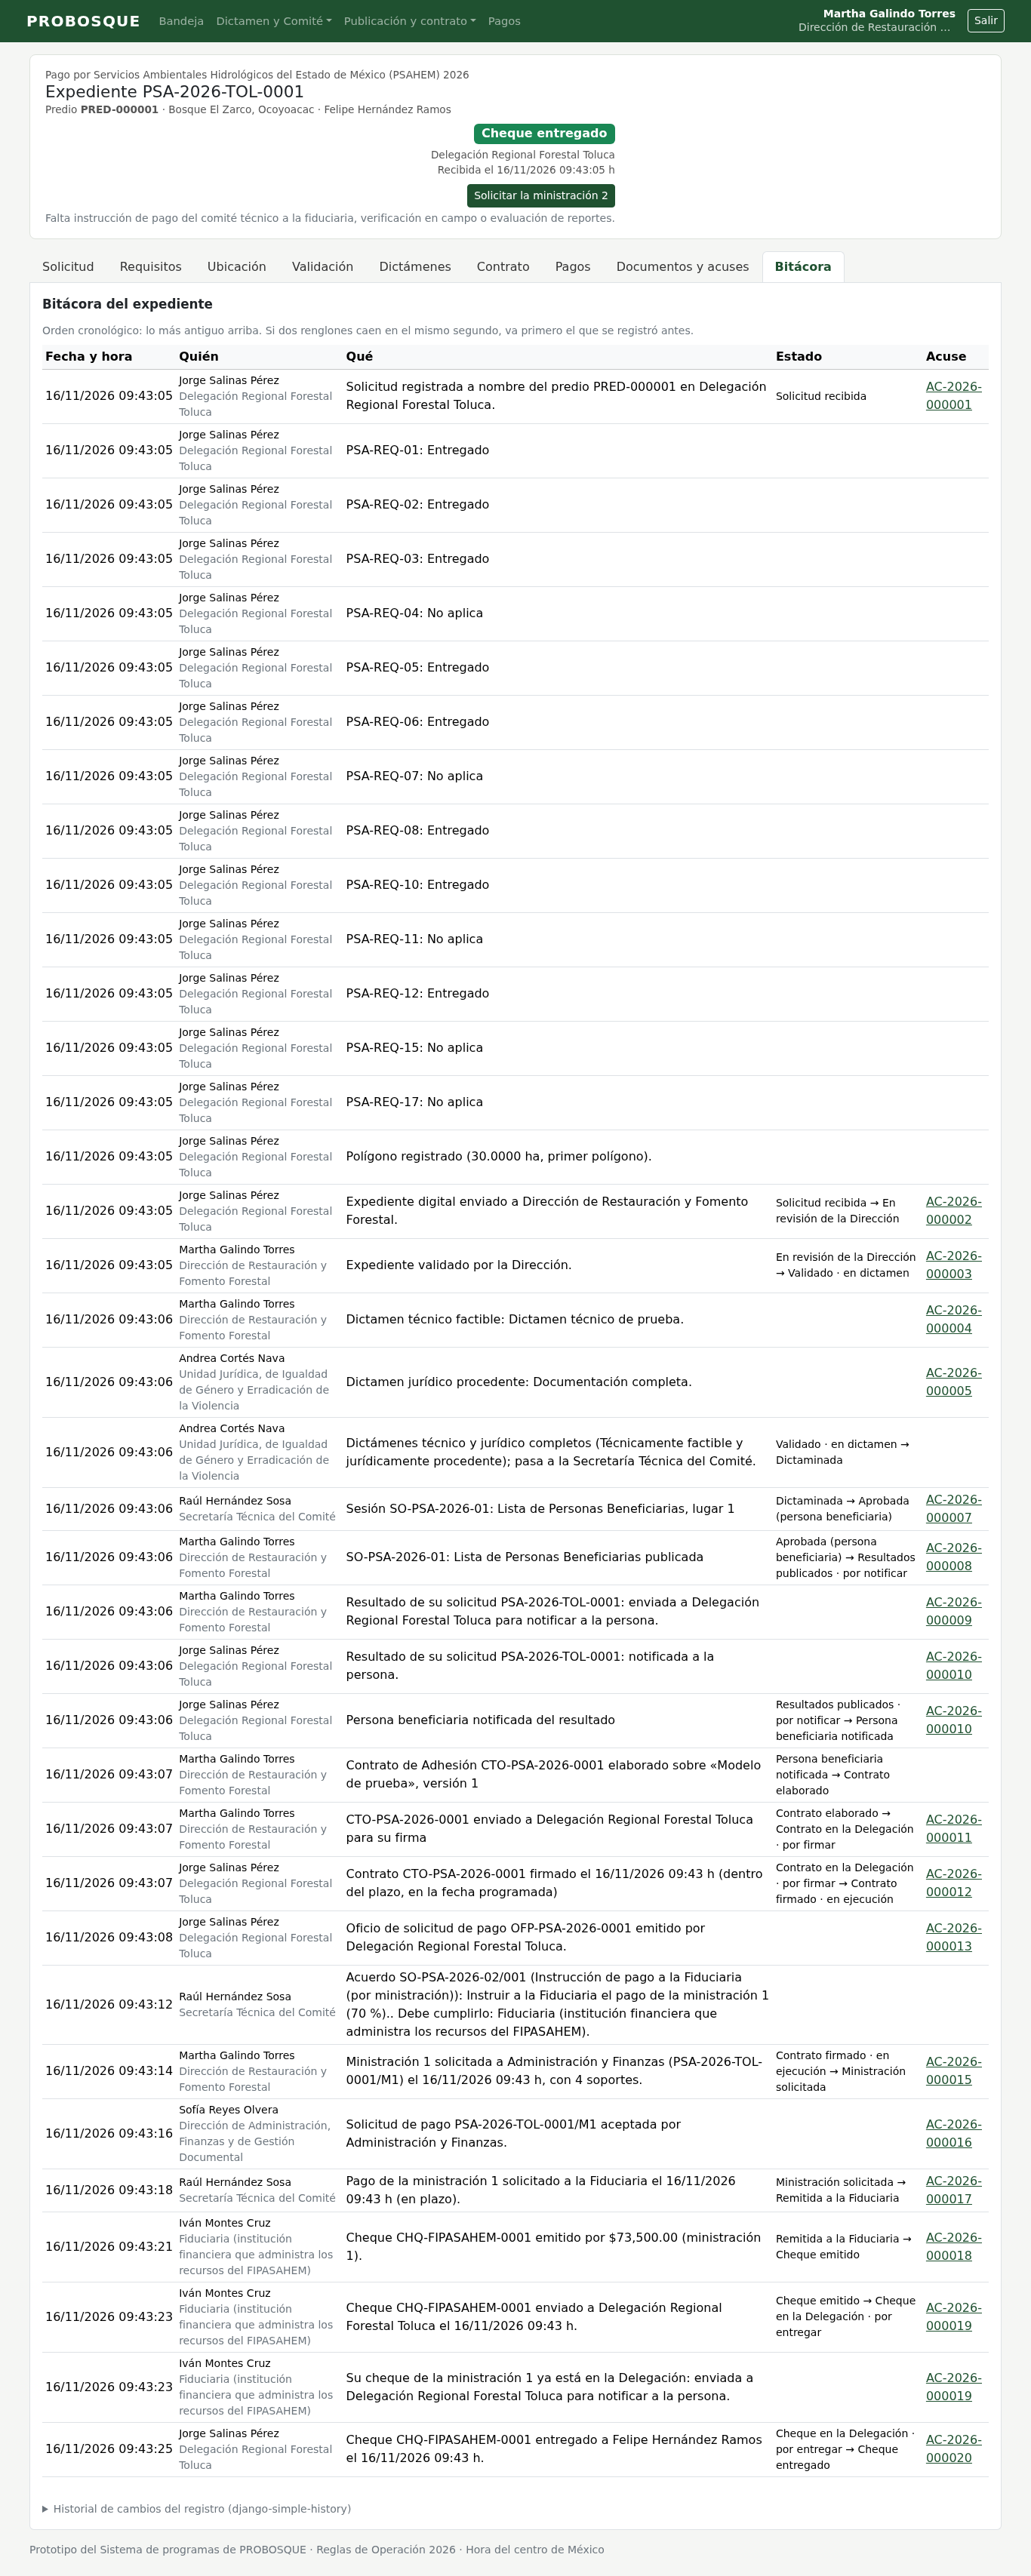 PROBOSQUE Bandeja Dictamen y Comité Publicación y contrato Pagos
Martha Galindo Torres
Dirección de Restauración ...
Salir
Pago por Servicios Ambientales Hidrológicos del Estado de México (PSAHEM) 2026
Expediente PSA-2026-TOL-0001
Predio PRED-000001 · Bosque El Zarco, Ocoyoacac · Felipe Hernández Ramos
Cheque entregado
Delegación Regional Forestal Toluca
Recibida el 16/11/2026 09:43:05 h
Solicitar la ministración 2
Falta instrucción de pago del comité técnico a la fiduciaria, verificación en campo o evaluación de reportes.
Solicitud Requisitos Ubicación Validación Dictámenes Contrato Pagos Documentos y acuses Bitácora
Bitácora del expediente
Orden cronológico: lo más antiguo arriba. Si dos renglones caen en el mismo segundo, va primero el que se registró antes.
Fecha y hora Quién Qué Estado Acuse
16/11/2026 09:43:05
Jorge Salinas Pérez
Delegación Regional Forestal
Toluca
Solicitud registrada a nombre del predio PRED-000001 en Delegación
Regional Forestal Toluca.
Solicitud recibida
AC-2026-
000001
16/11/2026 09:43:05
Jorge Salinas Pérez
Delegación Regional Forestal
Toluca
PSA-REQ-01: Entregado
16/11/2026 09:43:05
Jorge Salinas Pérez
Delegación Regional Forestal
Toluca
PSA-REQ-02: Entregado
16/11/2026 09:43:05
Jorge Salinas Pérez
Delegación Regional Forestal
Toluca
PSA-REQ-03: Entregado
16/11/2026 09:43:05
Jorge Salinas Pérez
Delegación Regional Forestal
Toluca
PSA-REQ-04: No aplica
16/11/2026 09:43:05
Jorge Salinas Pérez
Delegación Regional Forestal
Toluca
PSA-REQ-05: Entregado
16/11/2026 09:43:05
Jorge Salinas Pérez
Delegación Regional Forestal
Toluca
PSA-REQ-06: Entregado
16/11/2026 09:43:05
Jorge Salinas Pérez
Delegación Regional Forestal
Toluca
PSA-REQ-07: No aplica
16/11/2026 09:43:05
Jorge Salinas Pérez
Delegación Regional Forestal
Toluca
PSA-REQ-08: Entregado
16/11/2026 09:43:05
Jorge Salinas Pérez
Delegación Regional Forestal
Toluca
PSA-REQ-10: Entregado
16/11/2026 09:43:05
Jorge Salinas Pérez
Delegación Regional Forestal
Toluca
PSA-REQ-11: No aplica
16/11/2026 09:43:05
Jorge Salinas Pérez
Delegación Regional Forestal
Toluca
PSA-REQ-12: Entregado
16/11/2026 09:43:05
Jorge Salinas Pérez
Delegación Regional Forestal
Toluca
PSA-REQ-15: No aplica
16/11/2026 09:43:05
Jorge Salinas Pérez
Delegación Regional Forestal
Toluca
PSA-REQ-17: No aplica
16/11/2026 09:43:05
Jorge Salinas Pérez
Delegación Regional Forestal
Toluca
Polígono registrado (30.0000 ha, primer polígono).
16/11/2026 09:43:05
Jorge Salinas Pérez
Delegación Regional Forestal
Toluca
Expediente digital enviado a Dirección de Restauración y Fomento
Forestal.
Solicitud recibida → En
revisión de la Dirección
AC-2026-
000002
16/11/2026 09:43:05
Martha Galindo Torres
Dirección de Restauración y
Fomento Forestal
Expediente validado por la Dirección.
En revisión de la Dirección
→ Validado · en dictamen
AC-2026-
000003
16/11/2026 09:43:06
Martha Galindo Torres
Dirección de Restauración y
Fomento Forestal
Dictamen técnico factible: Dictamen técnico de prueba.
AC-2026-
000004
16/11/2026 09:43:06
Andrea Cortés Nava
Unidad Jurídica, de Igualdad
de Género y Erradicación de
la Violencia
Dictamen jurídico procedente: Documentación completa.
AC-2026-
000005
16/11/2026 09:43:06
Andrea Cortés Nava
Unidad Jurídica, de Igualdad
de Género y Erradicación de
la Violencia
Dictámenes técnico y jurídico completos (Técnicamente factible y
jurídicamente procedente); pasa a la Secretaría Técnica del Comité.
Validado · en dictamen →
Dictaminada
16/11/2026 09:43:06
Raúl Hernández Sosa
Secretaría Técnica del Comité
Sesión SO-PSA-2026-01: Lista de Personas Beneficiarias, lugar 1
Dictaminada → Aprobada
(persona beneficiaria)
AC-2026-
000007
16/11/2026 09:43:06
Martha Galindo Torres
Dirección de Restauración y
Fomento Forestal
SO-PSA-2026-01: Lista de Personas Beneficiarias publicada
Aprobada (persona
beneficiaria) → Resultados
publicados · por notificar
AC-2026-
000008
16/11/2026 09:43:06
Martha Galindo Torres
Dirección de Restauración y
Fomento Forestal
Resultado de su solicitud PSA-2026-TOL-0001: enviada a Delegación
Regional Forestal Toluca para notificar a la persona.
AC-2026-
000009
16/11/2026 09:43:06
Jorge Salinas Pérez
Delegación Regional Forestal
Toluca
Resultado de su solicitud PSA-2026-TOL-0001: notificada a la
persona.
AC-2026-
000010
16/11/2026 09:43:06
Jorge Salinas Pérez
Delegación Regional Forestal
Toluca
Persona beneficiaria notificada del resultado
Resultados publicados ·
por notificar → Persona
beneficiaria notificada
AC-2026-
000010
16/11/2026 09:43:07
Martha Galindo Torres
Dirección de Restauración y
Fomento Forestal
Contrato de Adhesión CTO-PSA-2026-0001 elaborado sobre «Modelo
de prueba», versión 1
Persona beneficiaria
notificada → Contrato
elaborado
16/11/2026 09:43:07
Martha Galindo Torres
Dirección de Restauración y
Fomento Forestal
CTO-PSA-2026-0001 enviado a Delegación Regional Forestal Toluca
para su firma
Contrato elaborado →
Contrato en la Delegación
· por firmar
AC-2026-
000011
16/11/2026 09:43:07
Jorge Salinas Pérez
Delegación Regional Forestal
Toluca
Contrato CTO-PSA-2026-0001 firmado el 16/11/2026 09:43 h (dentro
del plazo, en la fecha programada)
Contrato en la Delegación
· por firmar → Contrato
firmado · en ejecución
AC-2026-
000012
16/11/2026 09:43:08
Jorge Salinas Pérez
Delegación Regional Forestal
Toluca
Oficio de solicitud de pago OFP-PSA-2026-0001 emitido por
Delegación Regional Forestal Toluca.
AC-2026-
000013
16/11/2026 09:43:12
Raúl Hernández Sosa
Secretaría Técnica del Comité
Acuerdo SO-PSA-2026-02/001 (Instrucción de pago a la Fiduciaria
(por ministración)): Instruir a la Fiduciaria el pago de la ministración 1
(70 %).. Debe cumplirlo: Fiduciaria (institución financiera que
administra los recursos del FIPASAHEM).
16/11/2026 09:43:14
Martha Galindo Torres
Dirección de Restauración y
Fomento Forestal
Ministración 1 solicitada a Administración y Finanzas (PSA-2026-TOL-
0001/M1) el 16/11/2026 09:43 h, con 4 soportes.
Contrato firmado · en
ejecución → Ministración
solicitada
AC-2026-
000015
16/11/2026 09:43:16
Sofía Reyes Olvera
Dirección de Administración,
Finanzas y de Gestión
Documental
Solicitud de pago PSA-2026-TOL-0001/M1 aceptada por
Administración y Finanzas.
AC-2026-
000016
16/11/2026 09:43:18
Raúl Hernández Sosa
Secretaría Técnica del Comité
Pago de la ministración 1 solicitado a la Fiduciaria el 16/11/2026
09:43 h (en plazo).
Ministración solicitada →
Remitida a la Fiduciaria
AC-2026-
000017
16/11/2026 09:43:21
Iván Montes Cruz
Fiduciaria (institución
financiera que administra los
recursos del FIPASAHEM)
Cheque CHQ-FIPASAHEM-0001 emitido por $73,500.00 (ministración
1).
Remitida a la Fiduciaria →
Cheque emitido
AC-2026-
000018
16/11/2026 09:43:23
Iván Montes Cruz
Fiduciaria (institución
financiera que administra los
recursos del FIPASAHEM)
Cheque CHQ-FIPASAHEM-0001 enviado a Delegación Regional
Forestal Toluca el 16/11/2026 09:43 h.
Cheque emitido → Cheque
en la Delegación · por
entregar
AC-2026-
000019
16/11/2026 09:43:23
Iván Montes Cruz
Fiduciaria (institución
financiera que administra los
recursos del FIPASAHEM)
Su cheque de la ministración 1 ya está en la Delegación: enviada a
Delegación Regional Forestal Toluca para notificar a la persona.
AC-2026-
000019
16/11/2026 09:43:25
Jorge Salinas Pérez
Delegación Regional Forestal
Toluca
Cheque CHQ-FIPASAHEM-0001 entregado a Felipe Hernández Ramos
el 16/11/2026 09:43 h.
Cheque en la Delegación ·
por entregar → Cheque
entregado
AC-2026-
000020
Historial de cambios del registro (django-simple-history)
Prototipo del Sistema de programas de PROBOSQUE · Reglas de Operación 2026 · Hora del centro de México